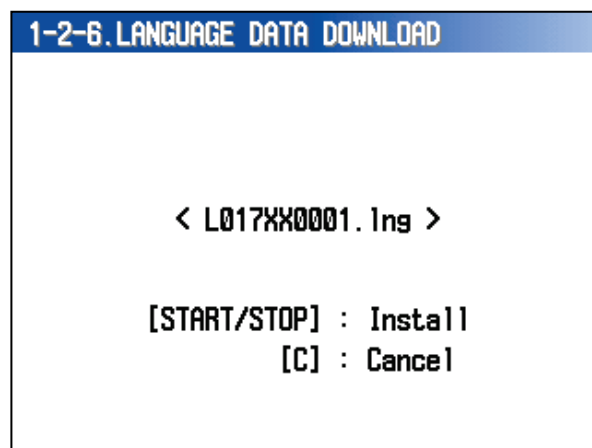 1-2-6.LANGUAGE DATA DOWNLOAD
< L017XX0001.lng >
[START/STOP] : Install
[C] : Cancel